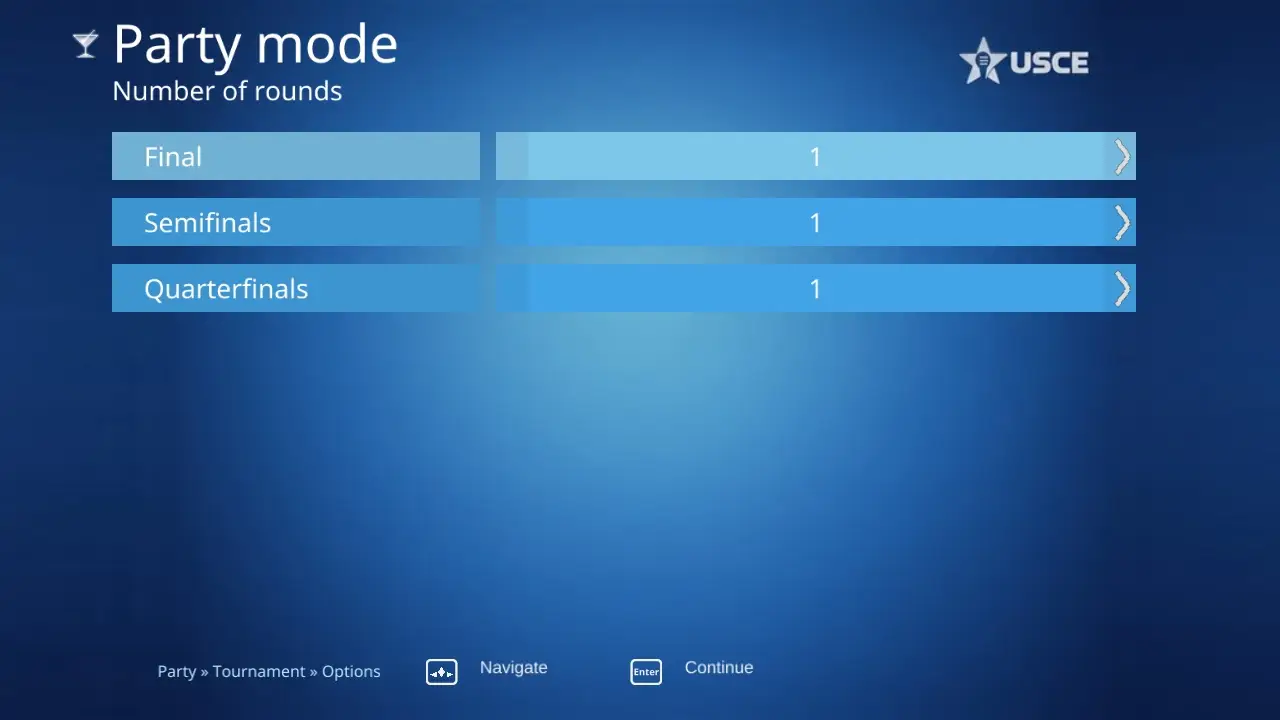 Party mode
USCE
Number of rounds
Final 1
Semifinals 1
Quarterfinals 1
Party » Tournament » Options Navigate Enter Continue